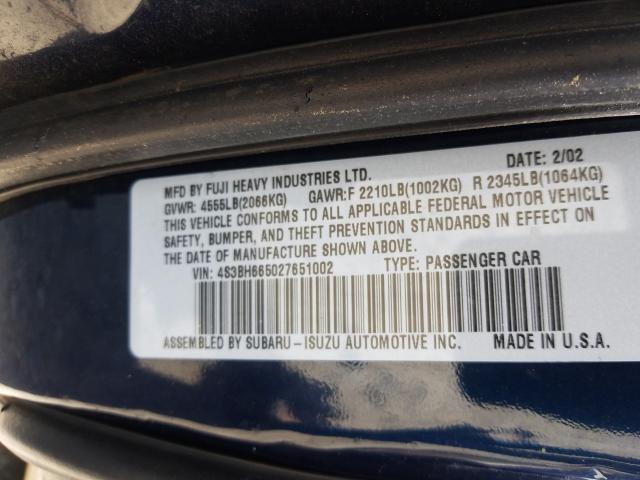 DATE: 2/02
MFD BY FUJI HEAVY INDUSTRIES LTD.
GVWR: 4555LB(2066KG) GAWR:F 2210LB(1002KG) R 2345LB(1064KG)
THIS VEHICLE CONFORMS TO ALL APPLICABLE FEDERAL MOTOR VEHICLE
SAFETY, BUMPER, AND THEFT PREVENTION STANDARDS IN EFFECT ON
THE DATE OF MANUFACTURE SHOWN ABOVE.
VIN: 4S3BH665027651002 TYPE: PASSENGER CAR
ASSEMBLED BY SUBARU-ISUZU AUTOMOTIVE INC. MADE IN U.S.A.